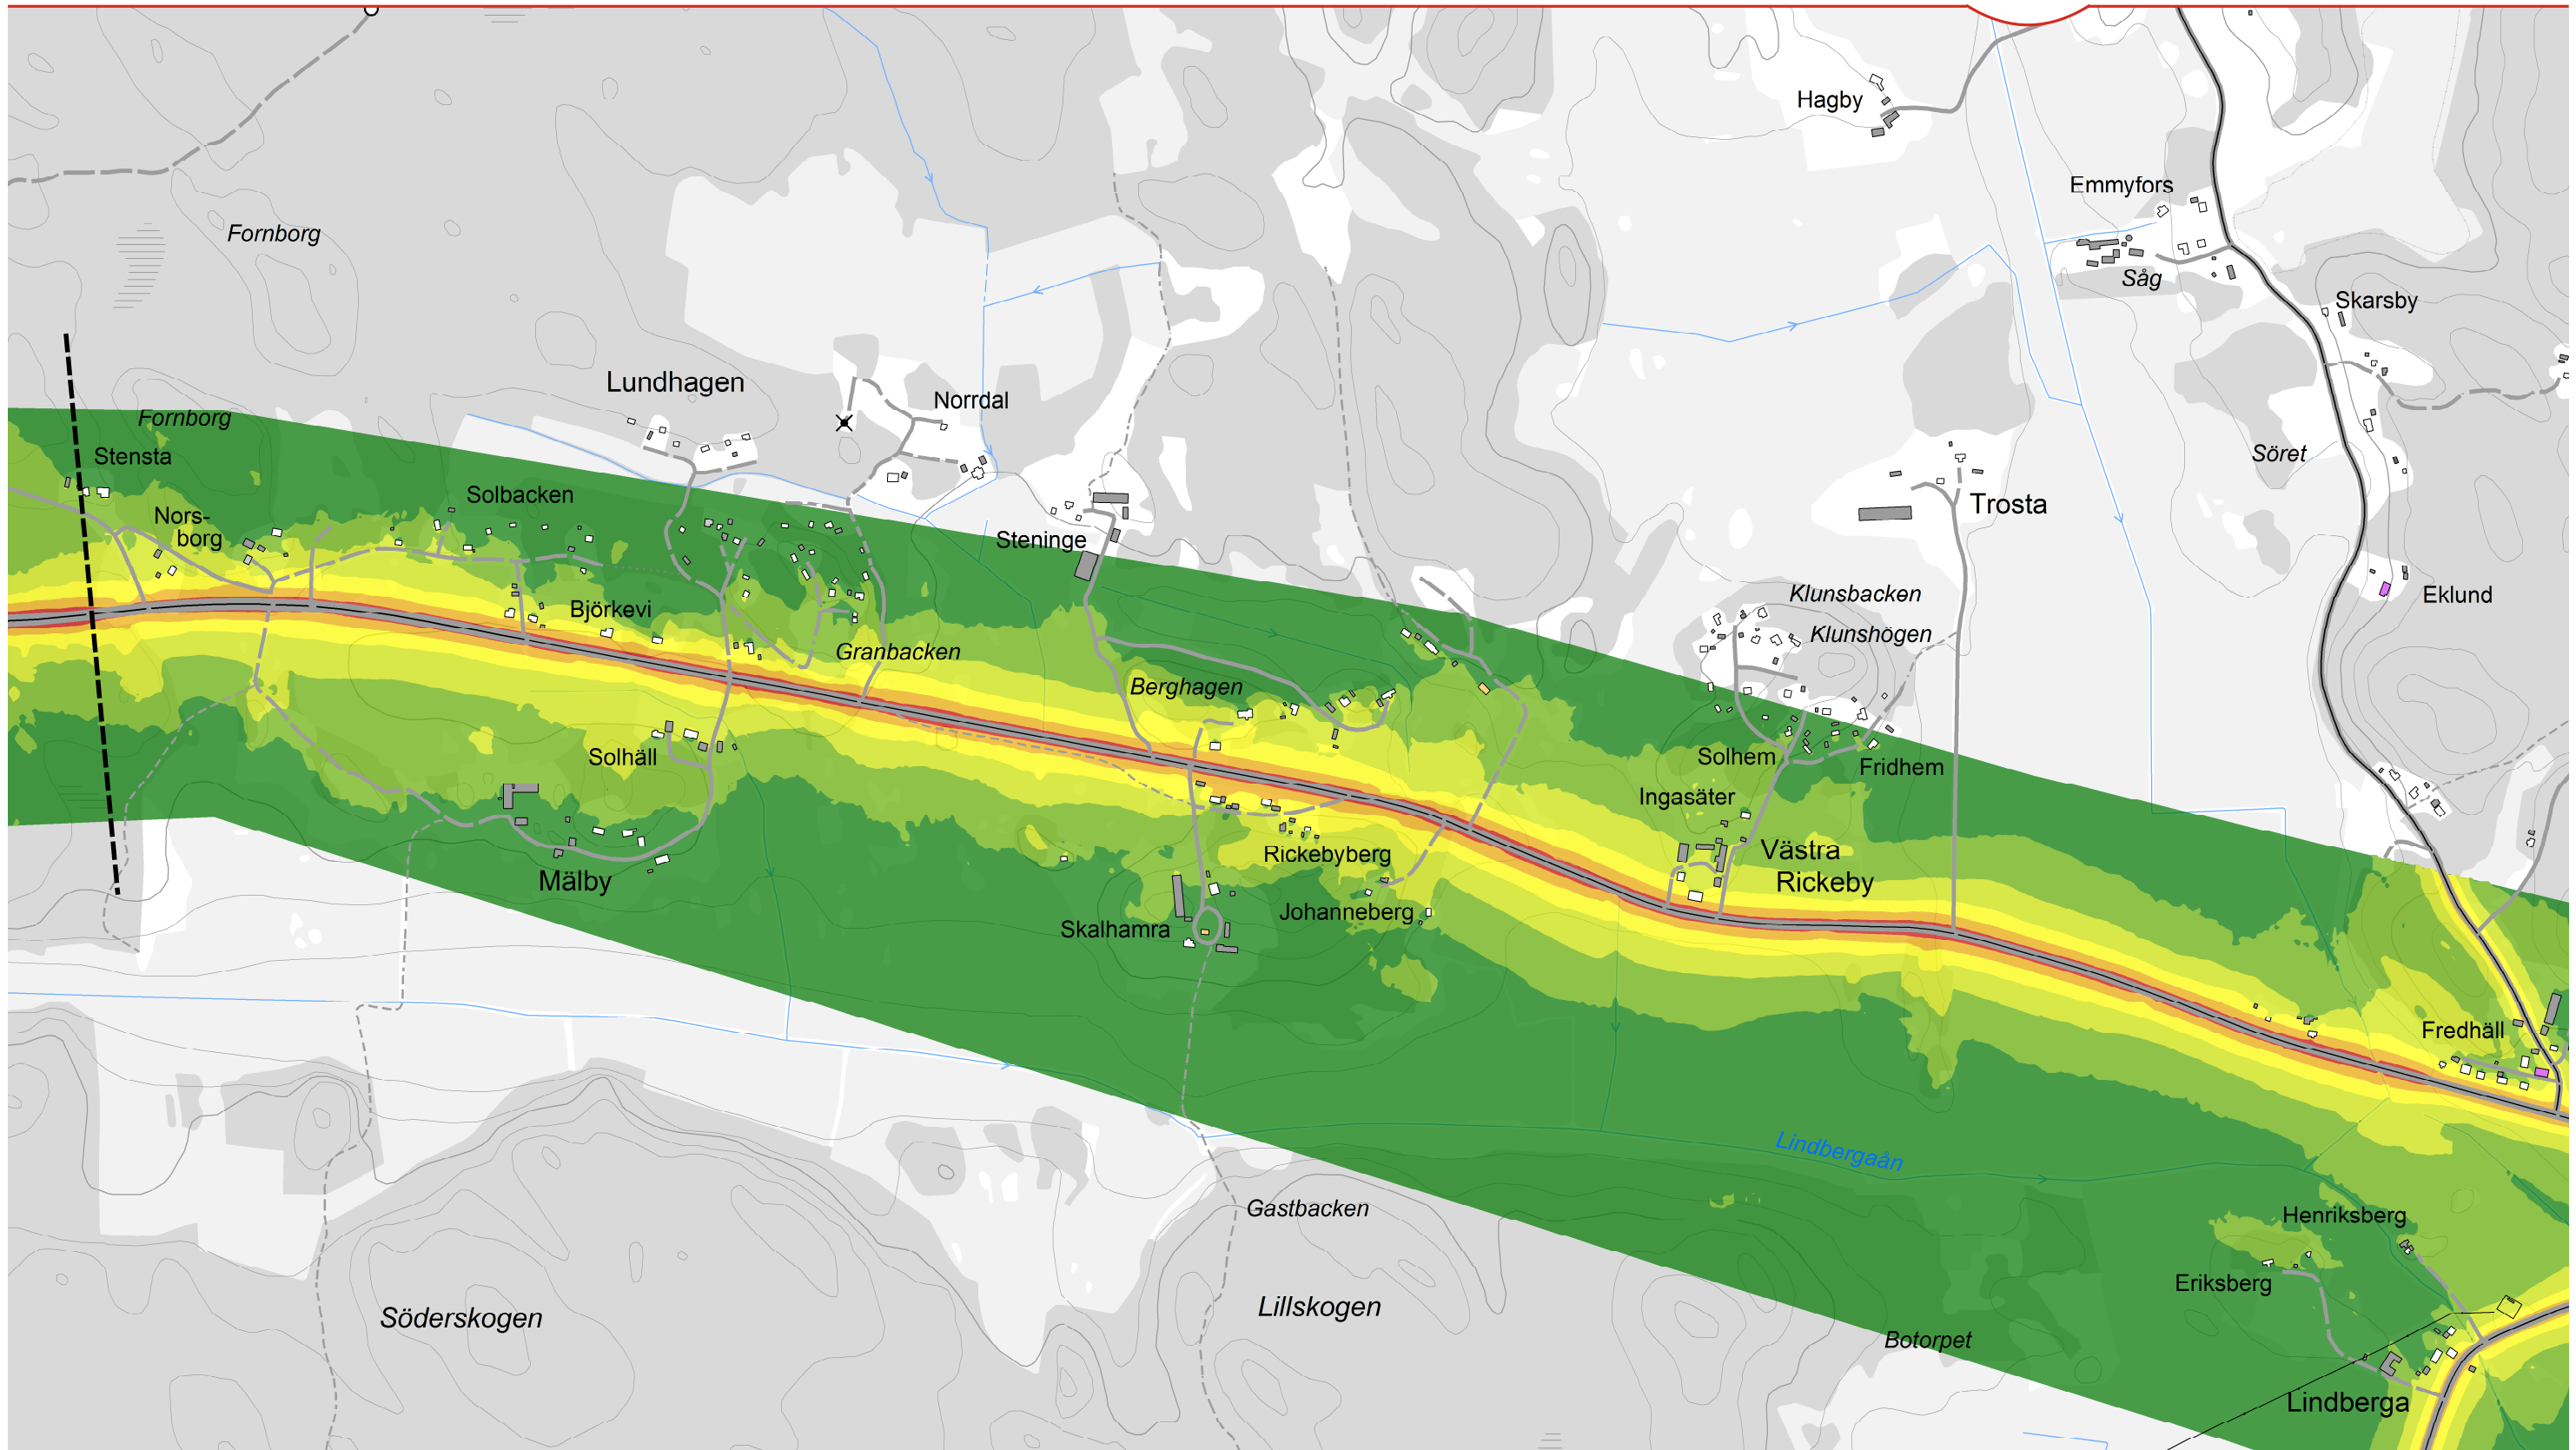 Hagby
Emmyfors
Fornborg
Såg
Skarsby
Lundhagen
Norrdal
Fornborg
Stensta
Söret
Solbacken
Trosta
Nors-
borg
Steninge
Klunsbacken
Eklund
Björkevi
Klunshögen
Granbacken
Berghagen
Solhäll
Solhem
Fridhem
Ingasäter
Rickebyberg
Västra
Rickeby
Mälby
Johanneberg
Skalhamra
Fredhäll
Lindbergaån
Gastbacken
Henriksberg
Eriksberg
Söderskogen
Lillskogen
Botorpet
Lindberga